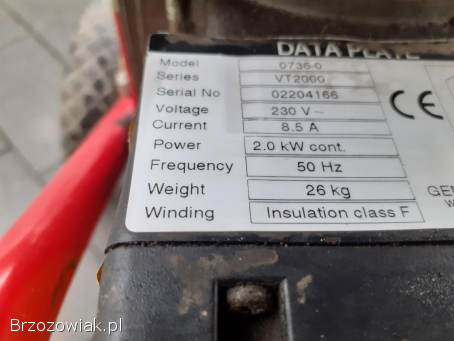 DATA PLATE
Model 0736-0
Series VT2000
Serial No 02204166
Voltage 230 V ~
Current 8.5 A
Power 2.0 kW cont.
Frequency 50 Hz
Weight 26 kg
Winding Insulation class F
CE
GEN
W
Brzozowiak.pl